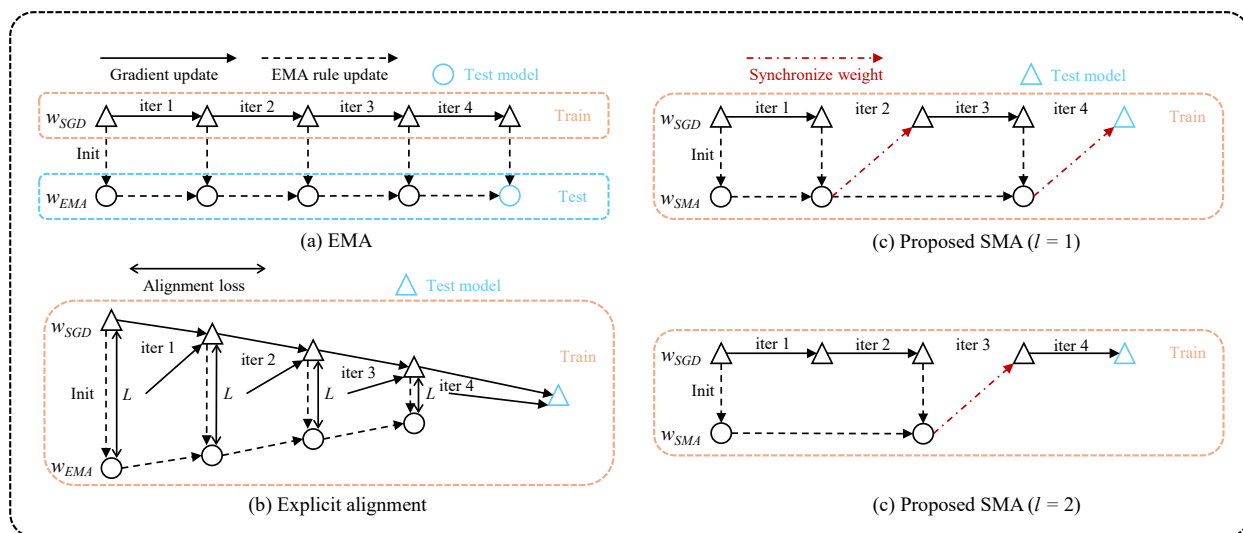 Gradient update
EMA rule update
Test model
w_SGD
iter 1
iter 2
iter 3
iter 4
Train
Init
w_EMA
Test
(a) EMA
Synchronize weight
Test model
w_SGD
iter 1
iter 2
iter 3
iter 4
Train
Init
w_SMA
(c) Proposed SMA (l = 1)
Alignment loss
Test model
w_SGD
iter 1
iter 2
iter 3
iter 4
Train
Init
L
L
L
L
w_EMA
(b) Explicit alignment
w_SGD
iter 1
iter 2
iter 3
iter 4
Train
Init
w_SMA
(c) Proposed SMA (l = 2)